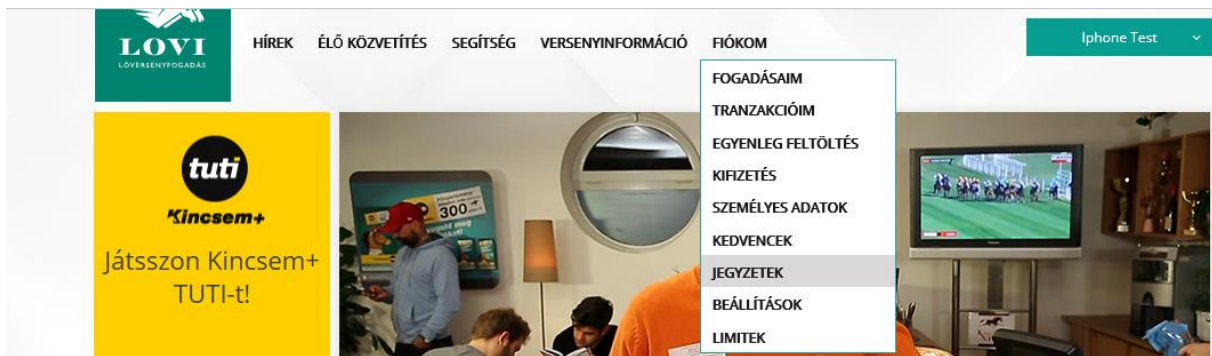 LOVI
LÓVERSENYFOGADÁS
HÍREK
ÉLŐ KÖZVETÍTÉS
SEGÍTSÉG
VERSENYINFORMÁCIÓ
FIÓKOM
Iphone Test
FOGADÁSAIM
TRANZAKCIÓIM
EGYENLEG FELTÖLTÉS
KIFIZETÉS
SZEMÉLYES ADATOK
KEDVENCEK
JEGYZETEK
BEÁLLÍTÁSOK
LIMITEK
tuti
Kincsem+
Játsszon Kincsem+
TUTI-t!
300